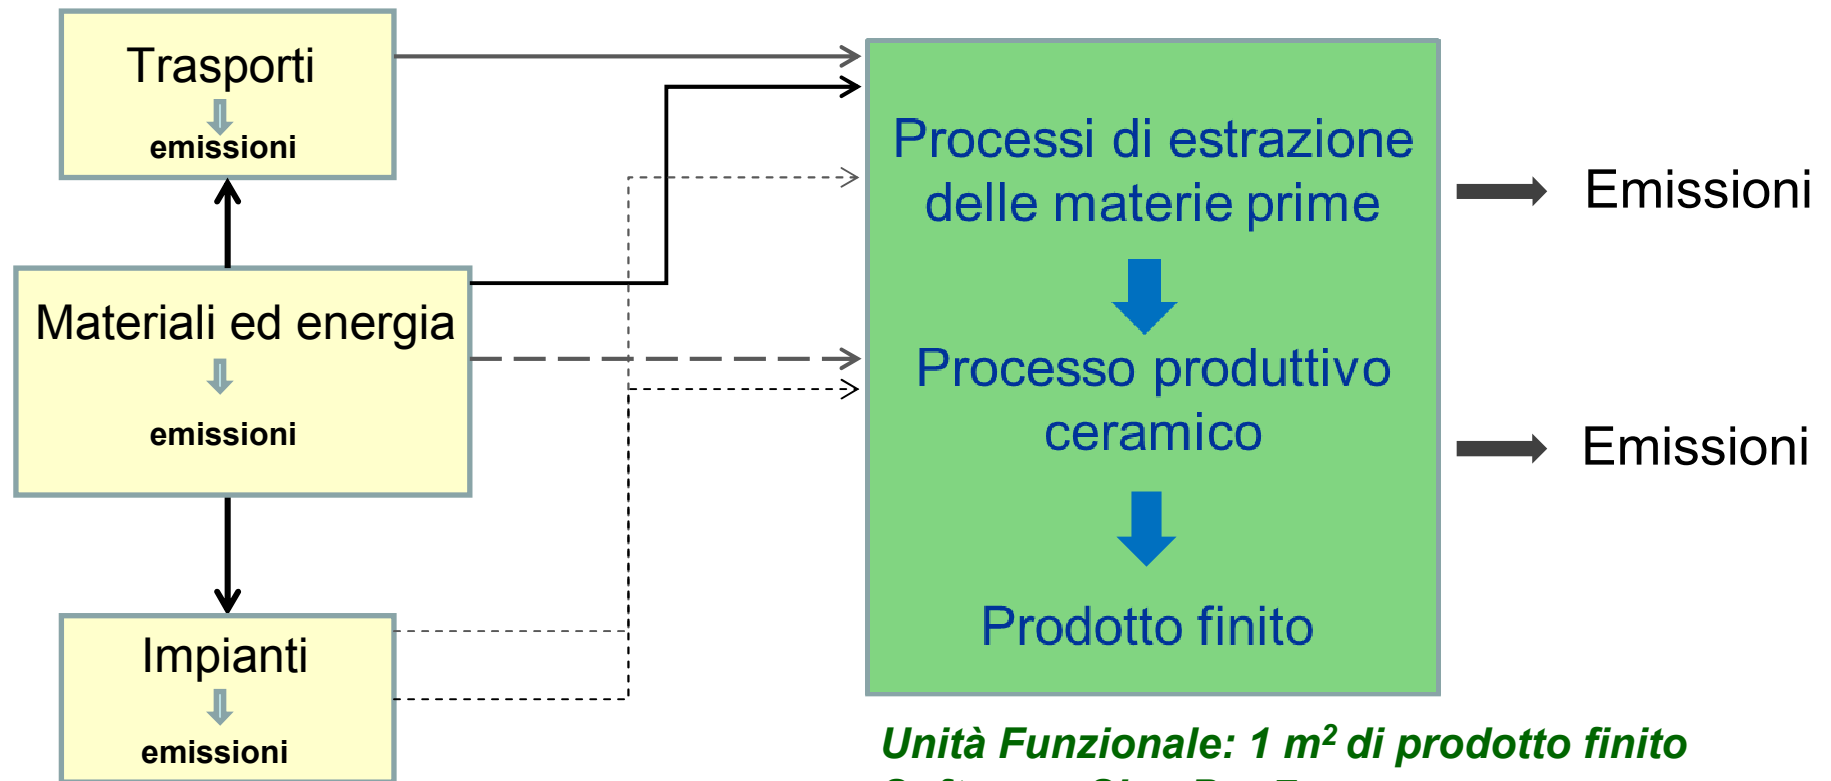 Trasporti
emissioni
Materiali ed energia
emissioni
Impianti
emissioni
Processi di estrazione
delle materie prime
Processo produttivo
ceramico
Prodotto finito
Emissioni
Emissioni
Unità Funzionale: 1 m² di prodotto finito